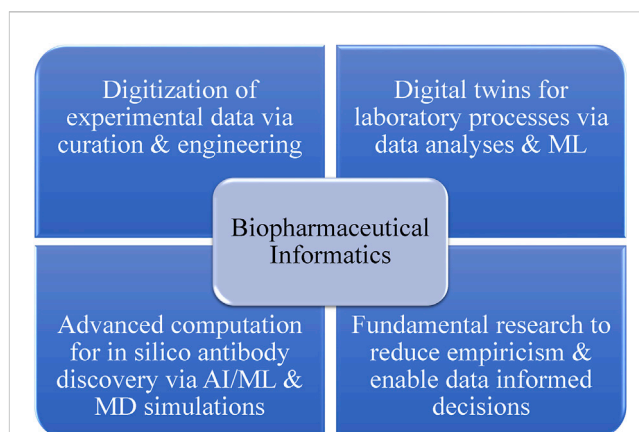 Digitization of
experimental data via
curation & engineering
Digital twins for
laboratory processes via
data analyses & ML
Biopharmaceutical
Informatics
Advanced computation
for in silico antibody
discovery via AI/ML &
MD simulations
Fundamental research to
reduce empiricism &
enable data informed
decisions